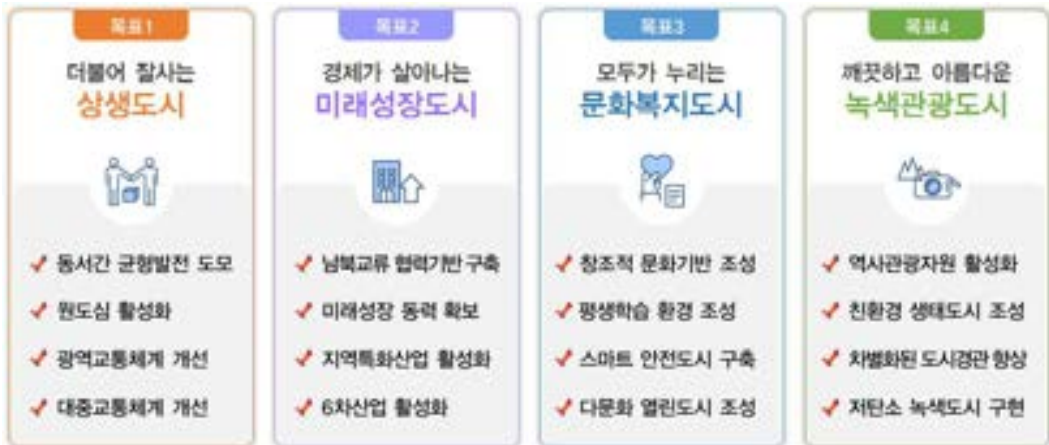 목표1
더불어 잘사는
상생도시
동서간 균형발전 도모
원도심 활성화
광역교통체계 개선
대중교통체계 개선
목표2
경제가 살아나는
미래성장도시
남북교류 협력기반 구축
미래성장 동력 확보
지역특화산업 활성화
6차산업 활성화
목표3
모두가 누리는
문화복지도시
창조적 문화기반 조성
평생학습 환경 조성
스마트 안전도시 구축
다문화 열린도시 조성
목표4
깨끗하고 아름다운
녹색관광도시
역사관광자원 활성화
친환경 생태도시 조성
차별화된 도시경관 향상
저탄소 녹색도시 구현